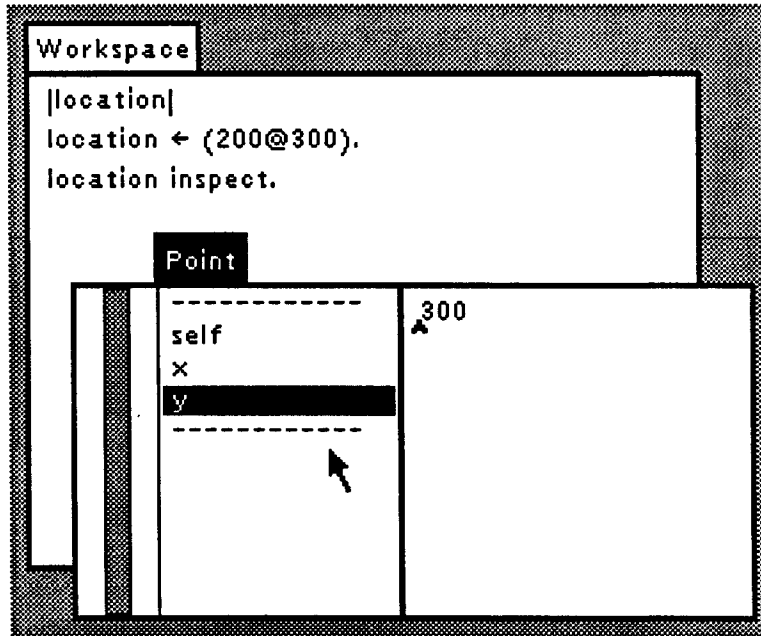 Workspace
|location|
location ← (200@300).
location inspect.
Point
------------
self
x
y
------------
300